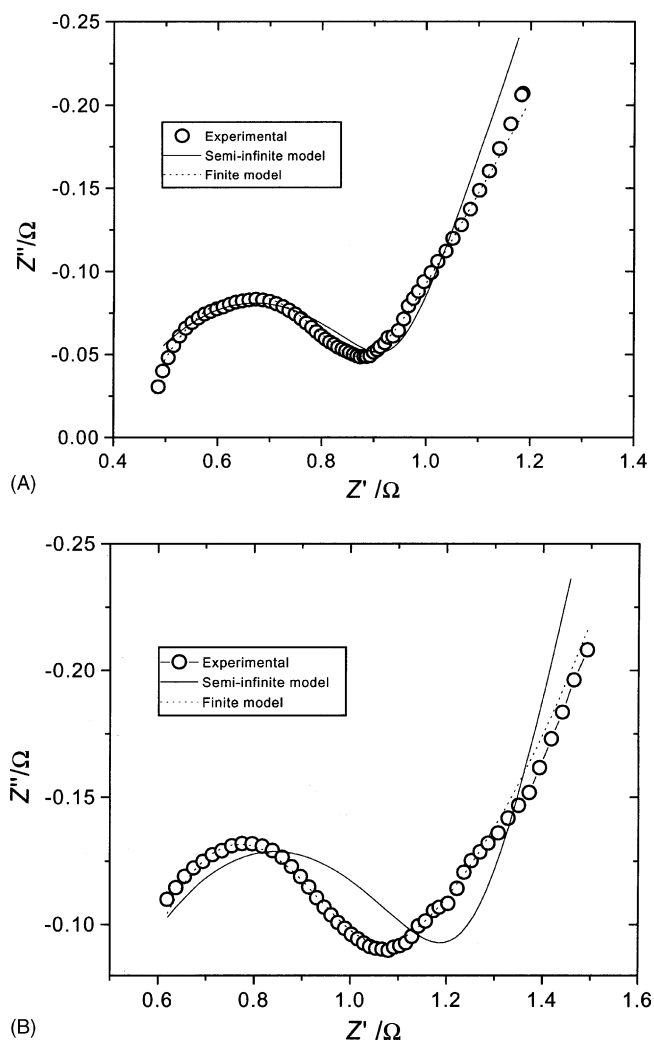 -0.25
-0.20
-0.15
-0.10
-0.05
0.00
Z''/Ω
Experimental
Semi-infinite model
Finite model
0.4 0.6 0.8 1.0 1.2 1.4
(A)
Z' /Ω
-0.25
-0.20
-0.15
-0.10
Z''/Ω
Experimental
Semi-infinite model
Finite model
0.6 0.8 1.0 1.2 1.4 1.6
(B)
Z' /Ω